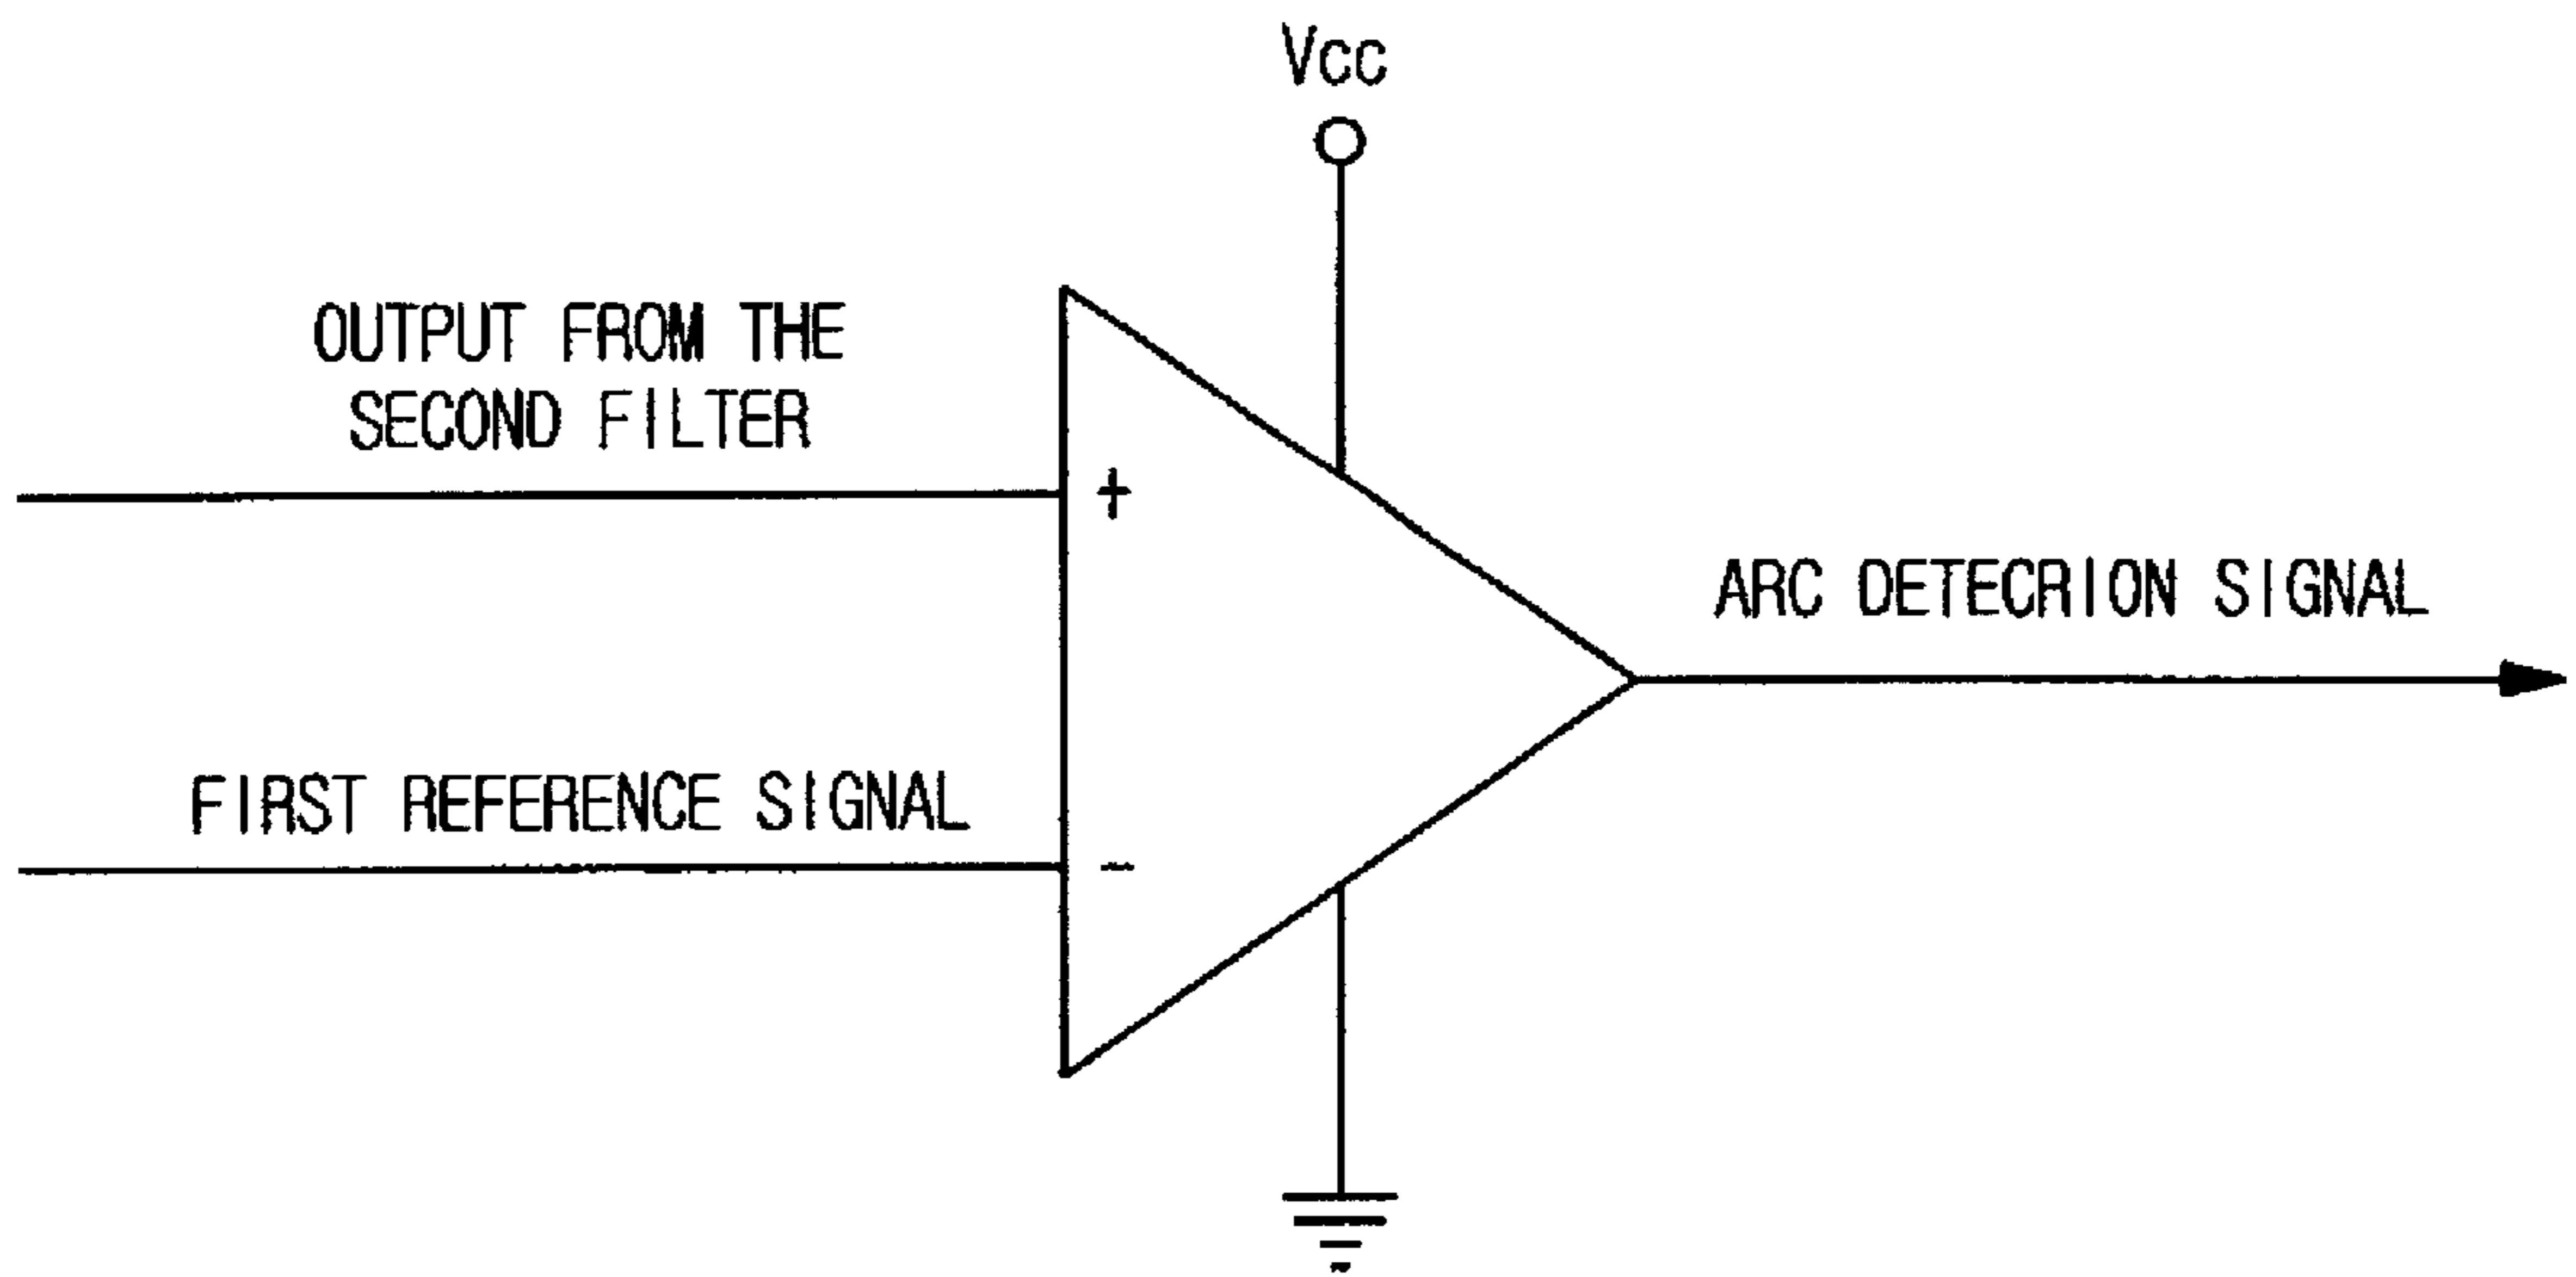 Vcc
OUTPUT FROM THE
SECOND FILTER
+
ARC DETECRION SIGNAL
FIRST REFERENCE SIGNAL
-